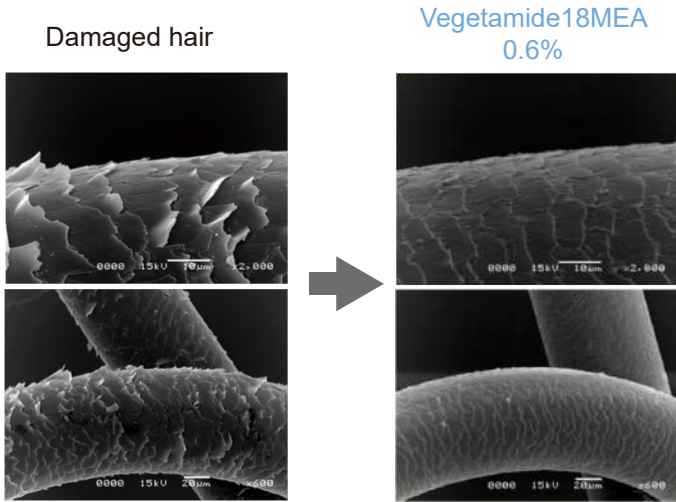 Damaged hair
Vegetamide18MEA
0.6%
0000 15kV 10μm x2,000
0000 15kV 10μm x2,000
0000 15kV 20μm x600
0000 15kV 20μm x600